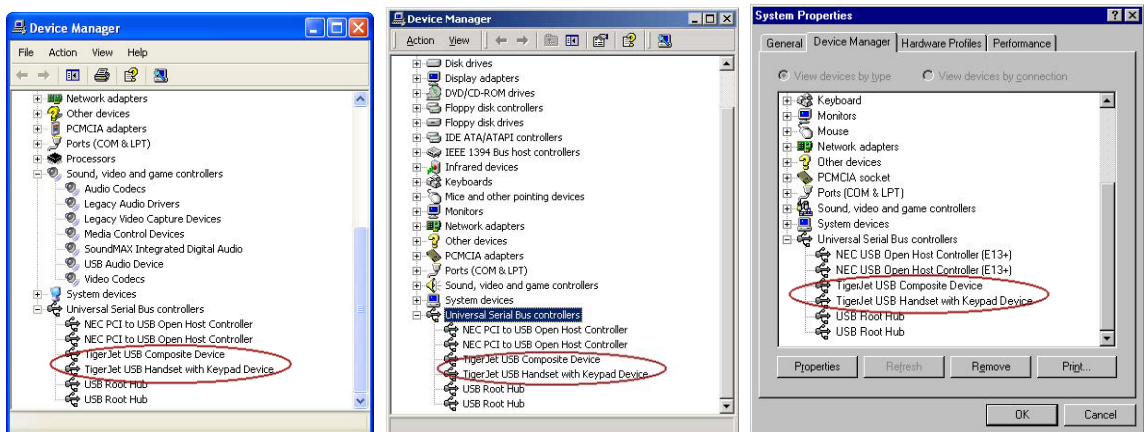 Device Manager
File Action View Help
Network adapters
Other devices
PCMCIA adapters
Ports (COM & LPT)
Processors
Sound, video and game controllers
Audio Codecs
Legacy Audio Drivers
Legacy Video Capture Devices
Media Control Devices
SoundMAX Integrated Digital Audio
USB Audio Device
Video Codecs
System devices
Universal Serial Bus controllers
NEC PCI to USB Open Host Controller
NEC PCI to USB Open Host Controller
TigerJet USB Composite Device
TigerJet USB Handset with Keypad Device
USB Root Hub
USB Root Hub
Device Manager
Action View
Disk drives
Display adapters
DVD/CD-ROM drives
Floppy disk controllers
Floppy disk drives
IDE ATA/ATAPI controllers
IEEE 1394 Bus host controllers
Infrared devices
Keyboards
Mice and other pointing devices
Monitors
Network adapters
Other devices
PCMCIA adapters
Ports (COM & LPT)
Sound, video and game controllers
System devices
Universal Serial Bus controllers
NEC PCI to USB Open Host Controller
NEC PCI to USB Open Host Controller
TigerJet USB Composite Device
TigerJet USB Handset with Keypad Device
USB Root Hub
USB Root Hub
System Properties
General Device Manager Hardware Profiles Performance
View devices by type View devices by connection
Keyboard
Monitors
Mouse
Network adapters
Other devices
PCMCIA socket
Ports (COM & LPT)
Sound, video and game controllers
System devices
Universal Serial Bus controllers
NEC USB Open Host Controller (E13+)
NEC USB Open Host Controller (E13+)
TigerJet USB Composite Device
TigerJet USB Handset with Keypad Device
USB Root Hub
USB Root Hub
Properties Refresh Remove Print...
OK Cancel